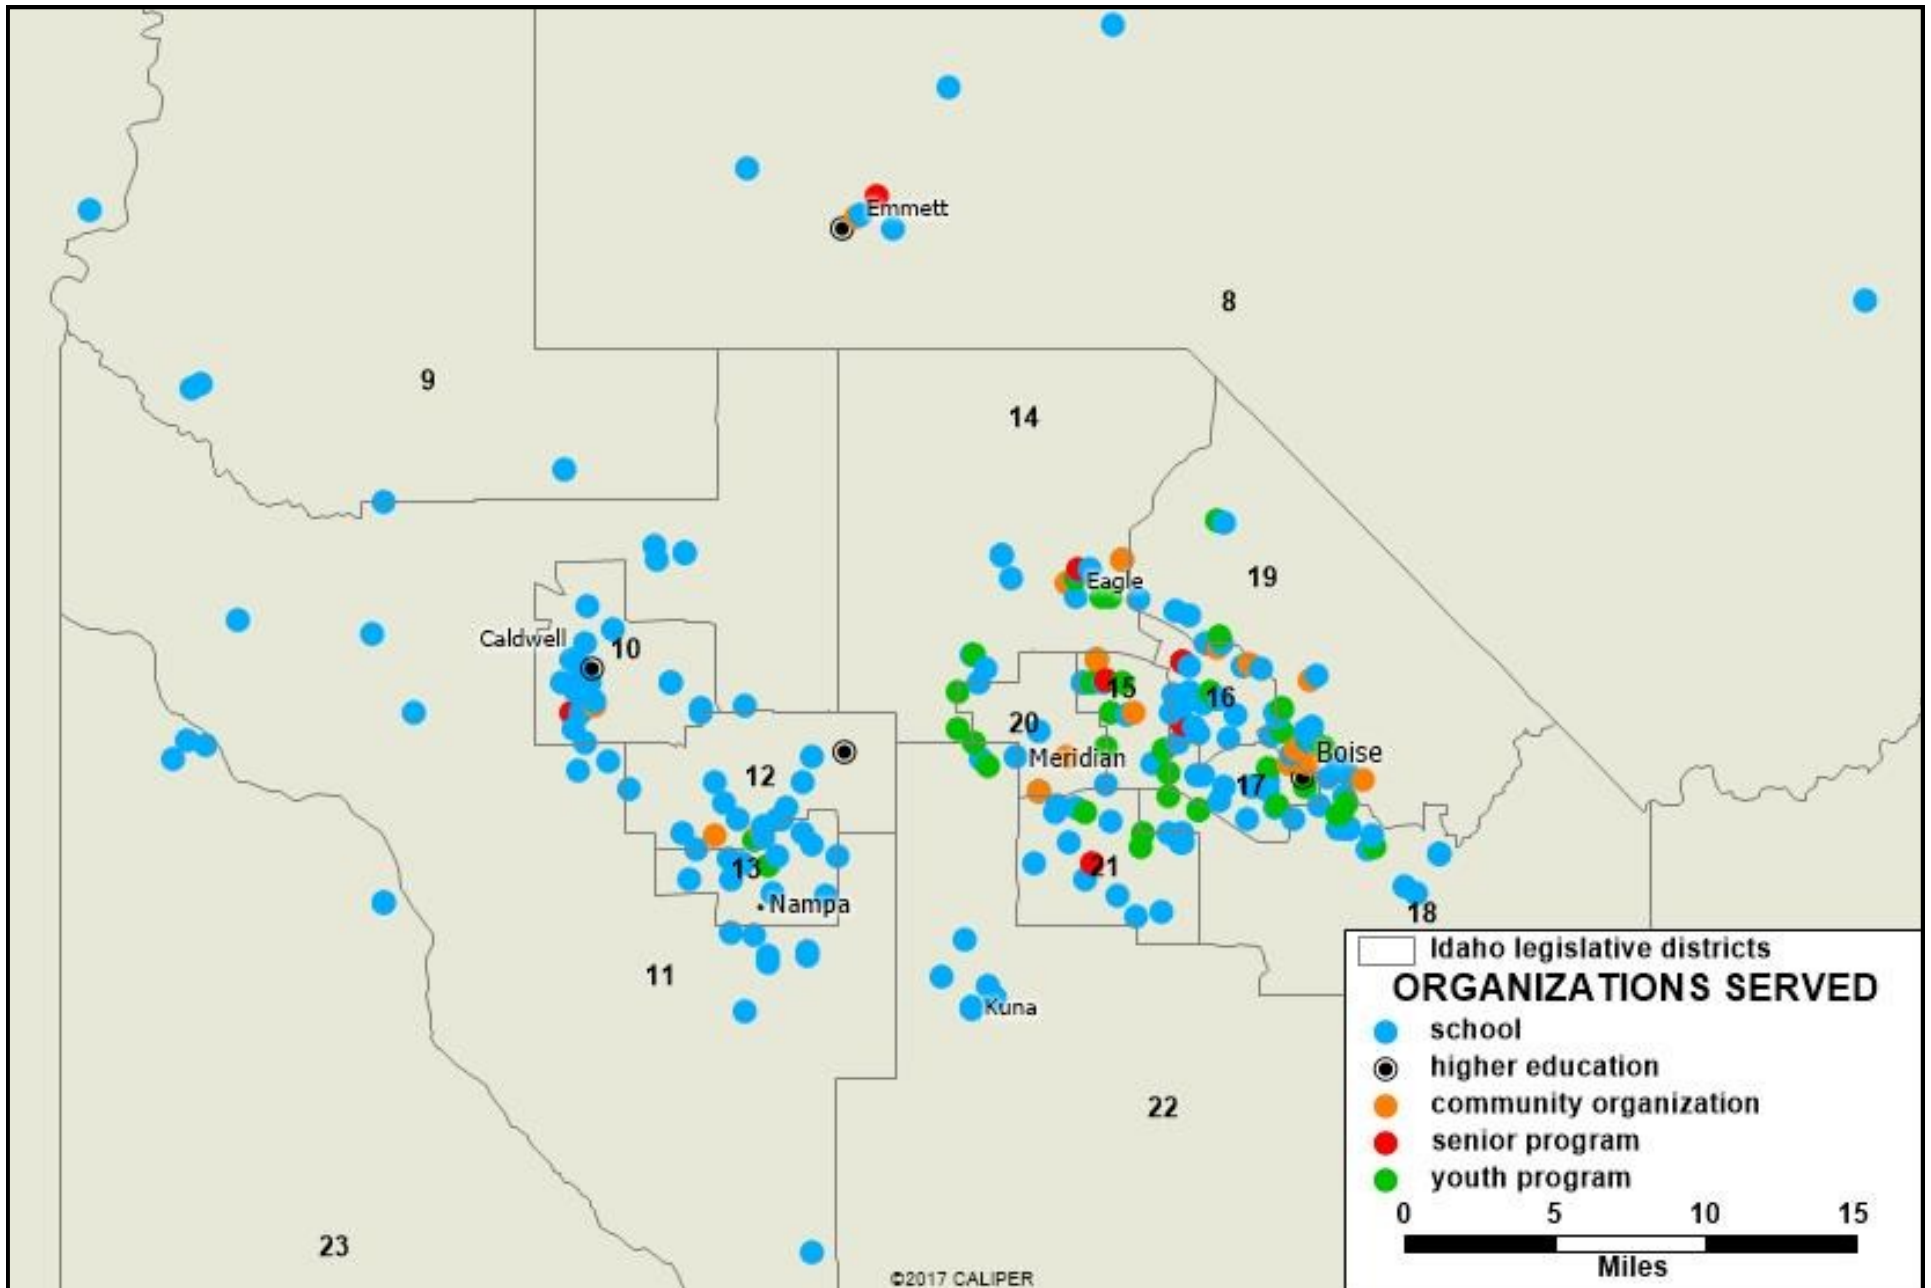 Emmett
8
9
14
19
Eagle
Caldwell
10
15
16
20
Meridian
Boise
12
17
13
21
Nampa
18
11
Kuna
22
23
©2017 CALIPER
Idaho legislative districts
ORGANIZATIONS SERVED
school
higher education
community organization
senior program
youth program
0 5 10 15
Miles